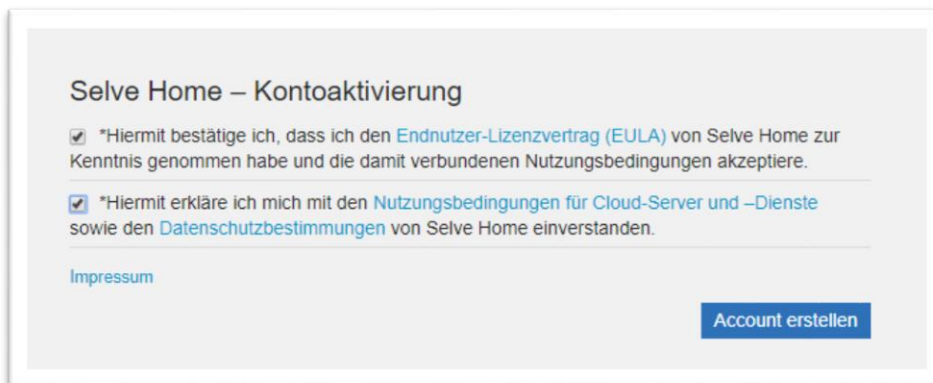 Selve Home – Kontoaktivierung
*Hiermit bestätige ich, dass ich den Endnutzer-Lizenzvertrag (EULA) von Selve Home zur
Kenntnis genommen habe und die damit verbundenen Nutzungsbedingungen akzeptiere.
*Hiermit erkläre ich mich mit den Nutzungsbedingungen für Cloud-Server und –Dienste
sowie den Datenschutzbestimmungen von Selve Home einverstanden.
Impressum
Account erstellen